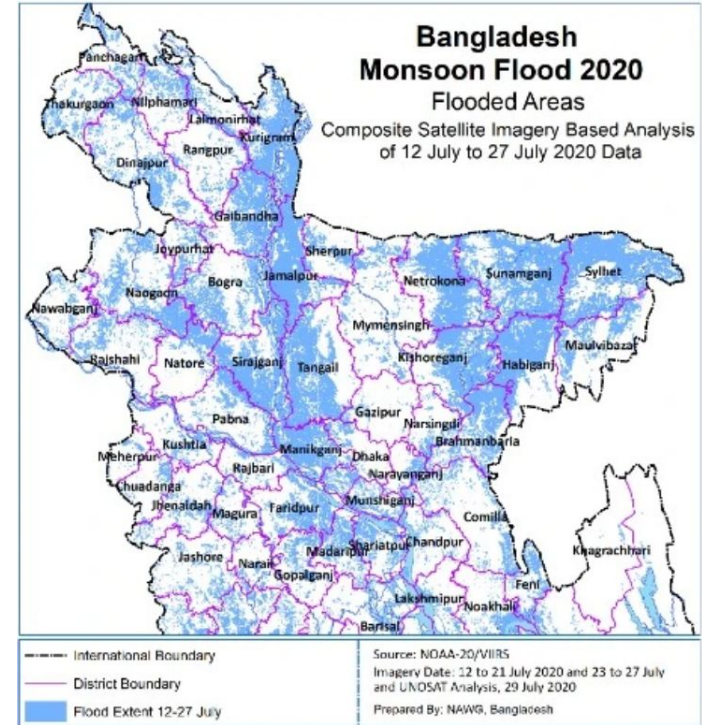 Bangladesh
Monsoon Flood 2020
Flooded Areas
Composite Satellite Imagery Based Analysis
of 12 July to 27 July 2020 Data
Panchagarh
Thakurgaon
Nilphamari
Lalmonirhat
Kurigram
Rangpur
Dinajpur
Gaibandha
Joypurhat
Sherpur
Jamalpur
Bogra
Naogaon
Nawabganj
Netrokona
Sunamganj
Sylhet
Mymensingh
Rajshahi
Natore
Sirajganj
Tangail
Kishoreganj
Habiganj
Maulvibazar
Pabna
Gazipur
Narsingdi
Brahmanbaria
Kushtia
Meherpur
Manikganj
Dhaka
Rajbari
Narayanganj
Chuadanga
Jhenaidah
Magura
Faridpur
Munshiganj
Comilla
Jashore
Narail
Madaripur
Shariatpur
Chandpur
Khagrachhari
Gopalganj
Feni
Lakshmipur
Noakhali
Barisal
International Boundary
District Boundary
Flood Extent 12-27 July
Source: NOAA-20/VIIRS
Imagery Date: 12 to 21 July 2020 and 23 to 27 July
and UNOSAT Analysis, 29 July 2020
Prepared By: NAWG, Bangladesh